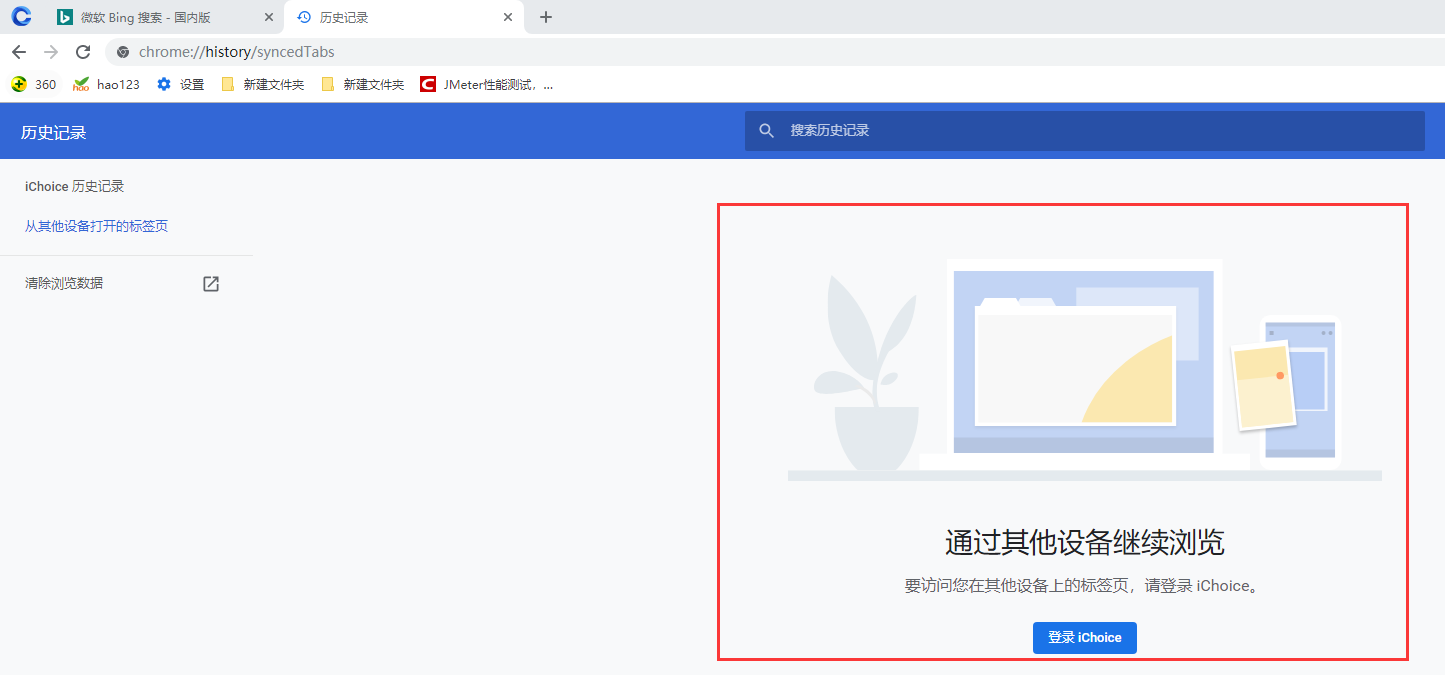 微软 Bing 搜索 - 国内版
历史记录
chrome://history/syncedTabs
360
hao123
设置
新建文件夹
新建文件夹
JMeter性能测试，...
历史记录
搜索历史记录
iChoice 历史记录
从其他设备打开的标签页
清除浏览数据
通过其他设备继续浏览
要访问您在其他设备上的标签页，请登录 iChoice。
登录 iChoice